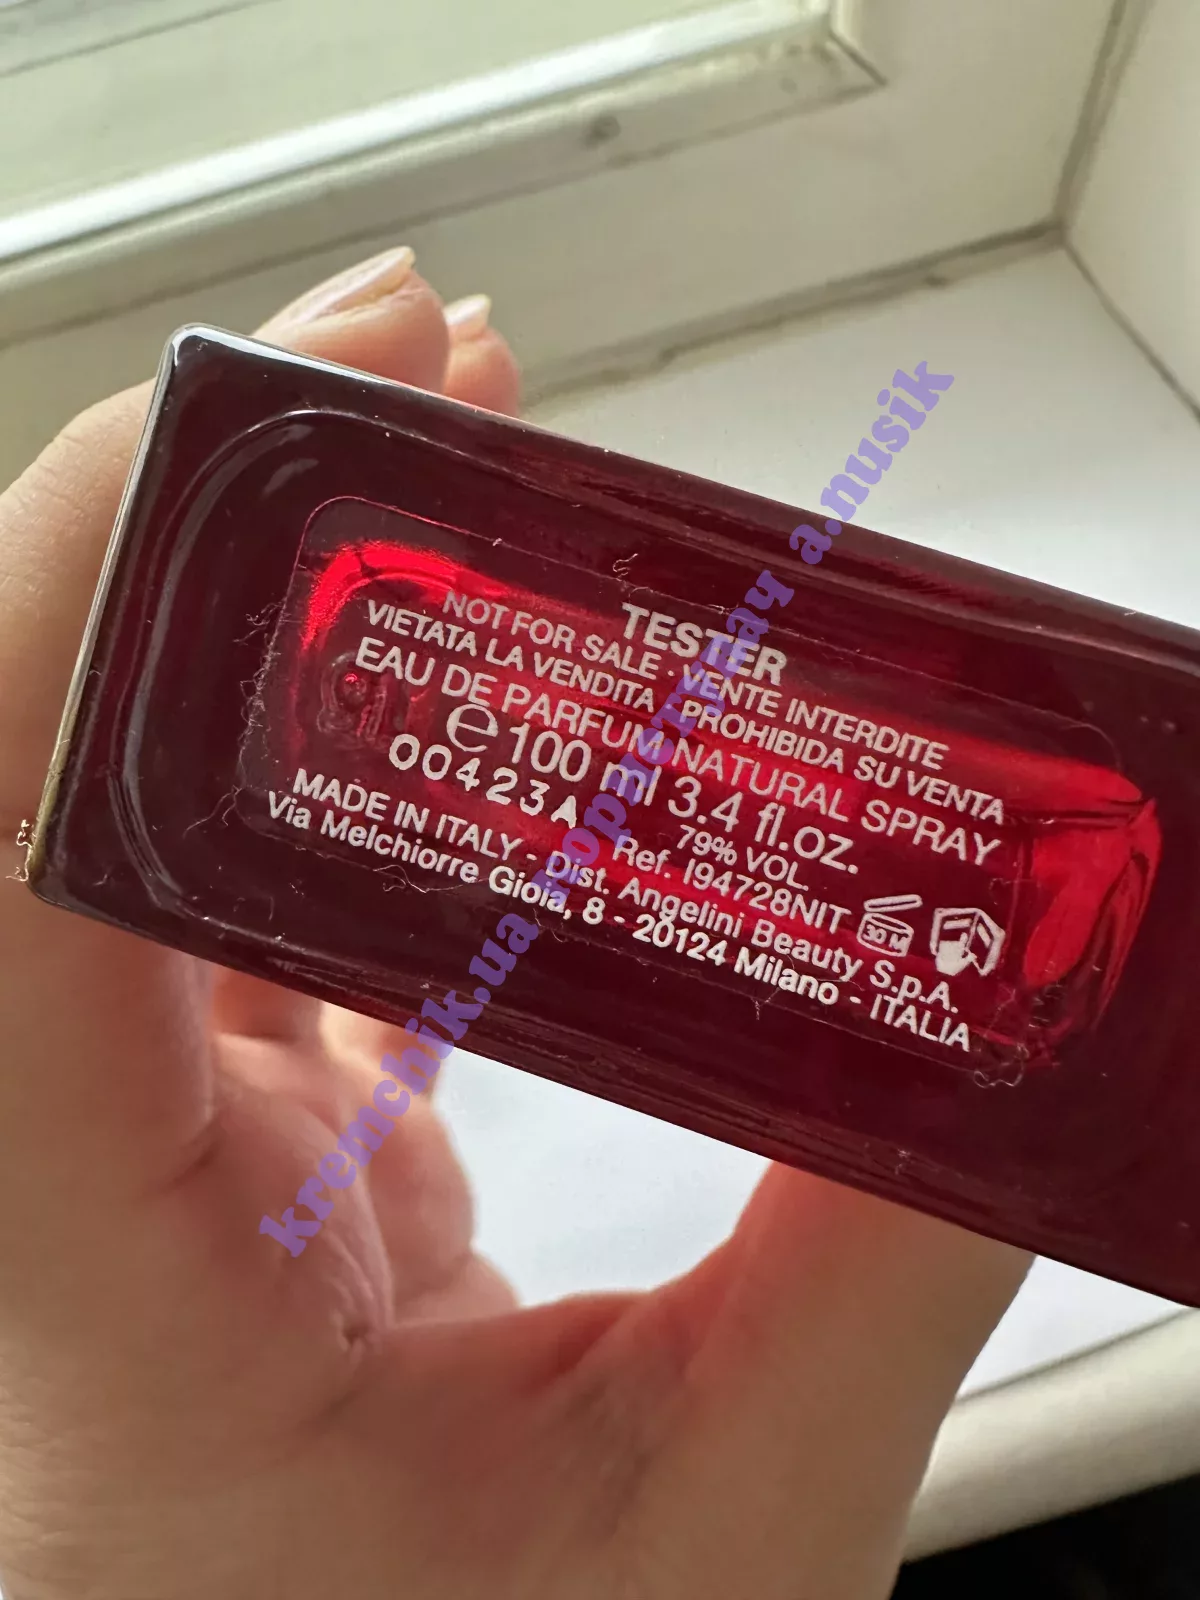 TESTER
NOT FOR SALE · VENTE INTERDITE
VIETATA LA VENDITA · PROHIBIDA SU VENTA
EAU DE PARFUM NATURAL SPRAY
e 100 ml 3.4 fl.oz.
79% VOL.
00423A Ref. I94728NIT
30 M
MADE IN ITALY - Dist. Angelini Beauty S.p.A.
Via Melchiorre Gioia, 8 - 20124 Milano - ITALIA
kremchik.ua парфитнаy a.nusik